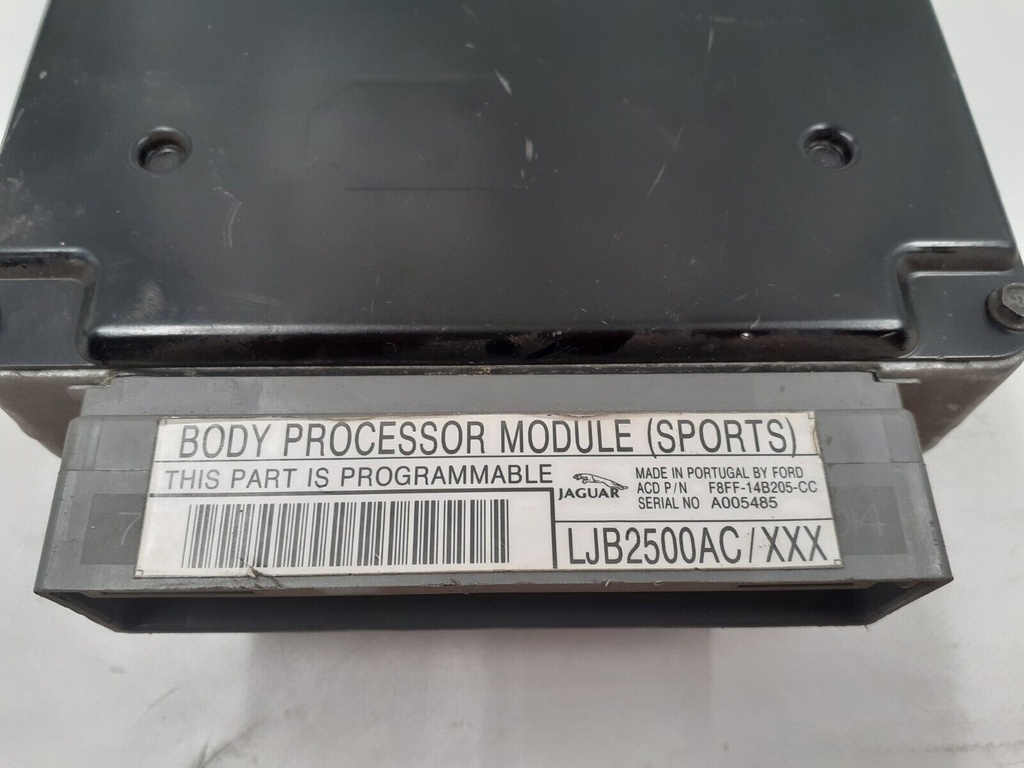 BODY PROCESSOR MODULE (SPORTS)
THIS PART IS PROGRAMMABLE
JAGUAR
MADE IN PORTUGAL BY FORD
ACD P/N F8FF-14B205-CC
SERIAL NO A005485
LJB2500AC/XXX